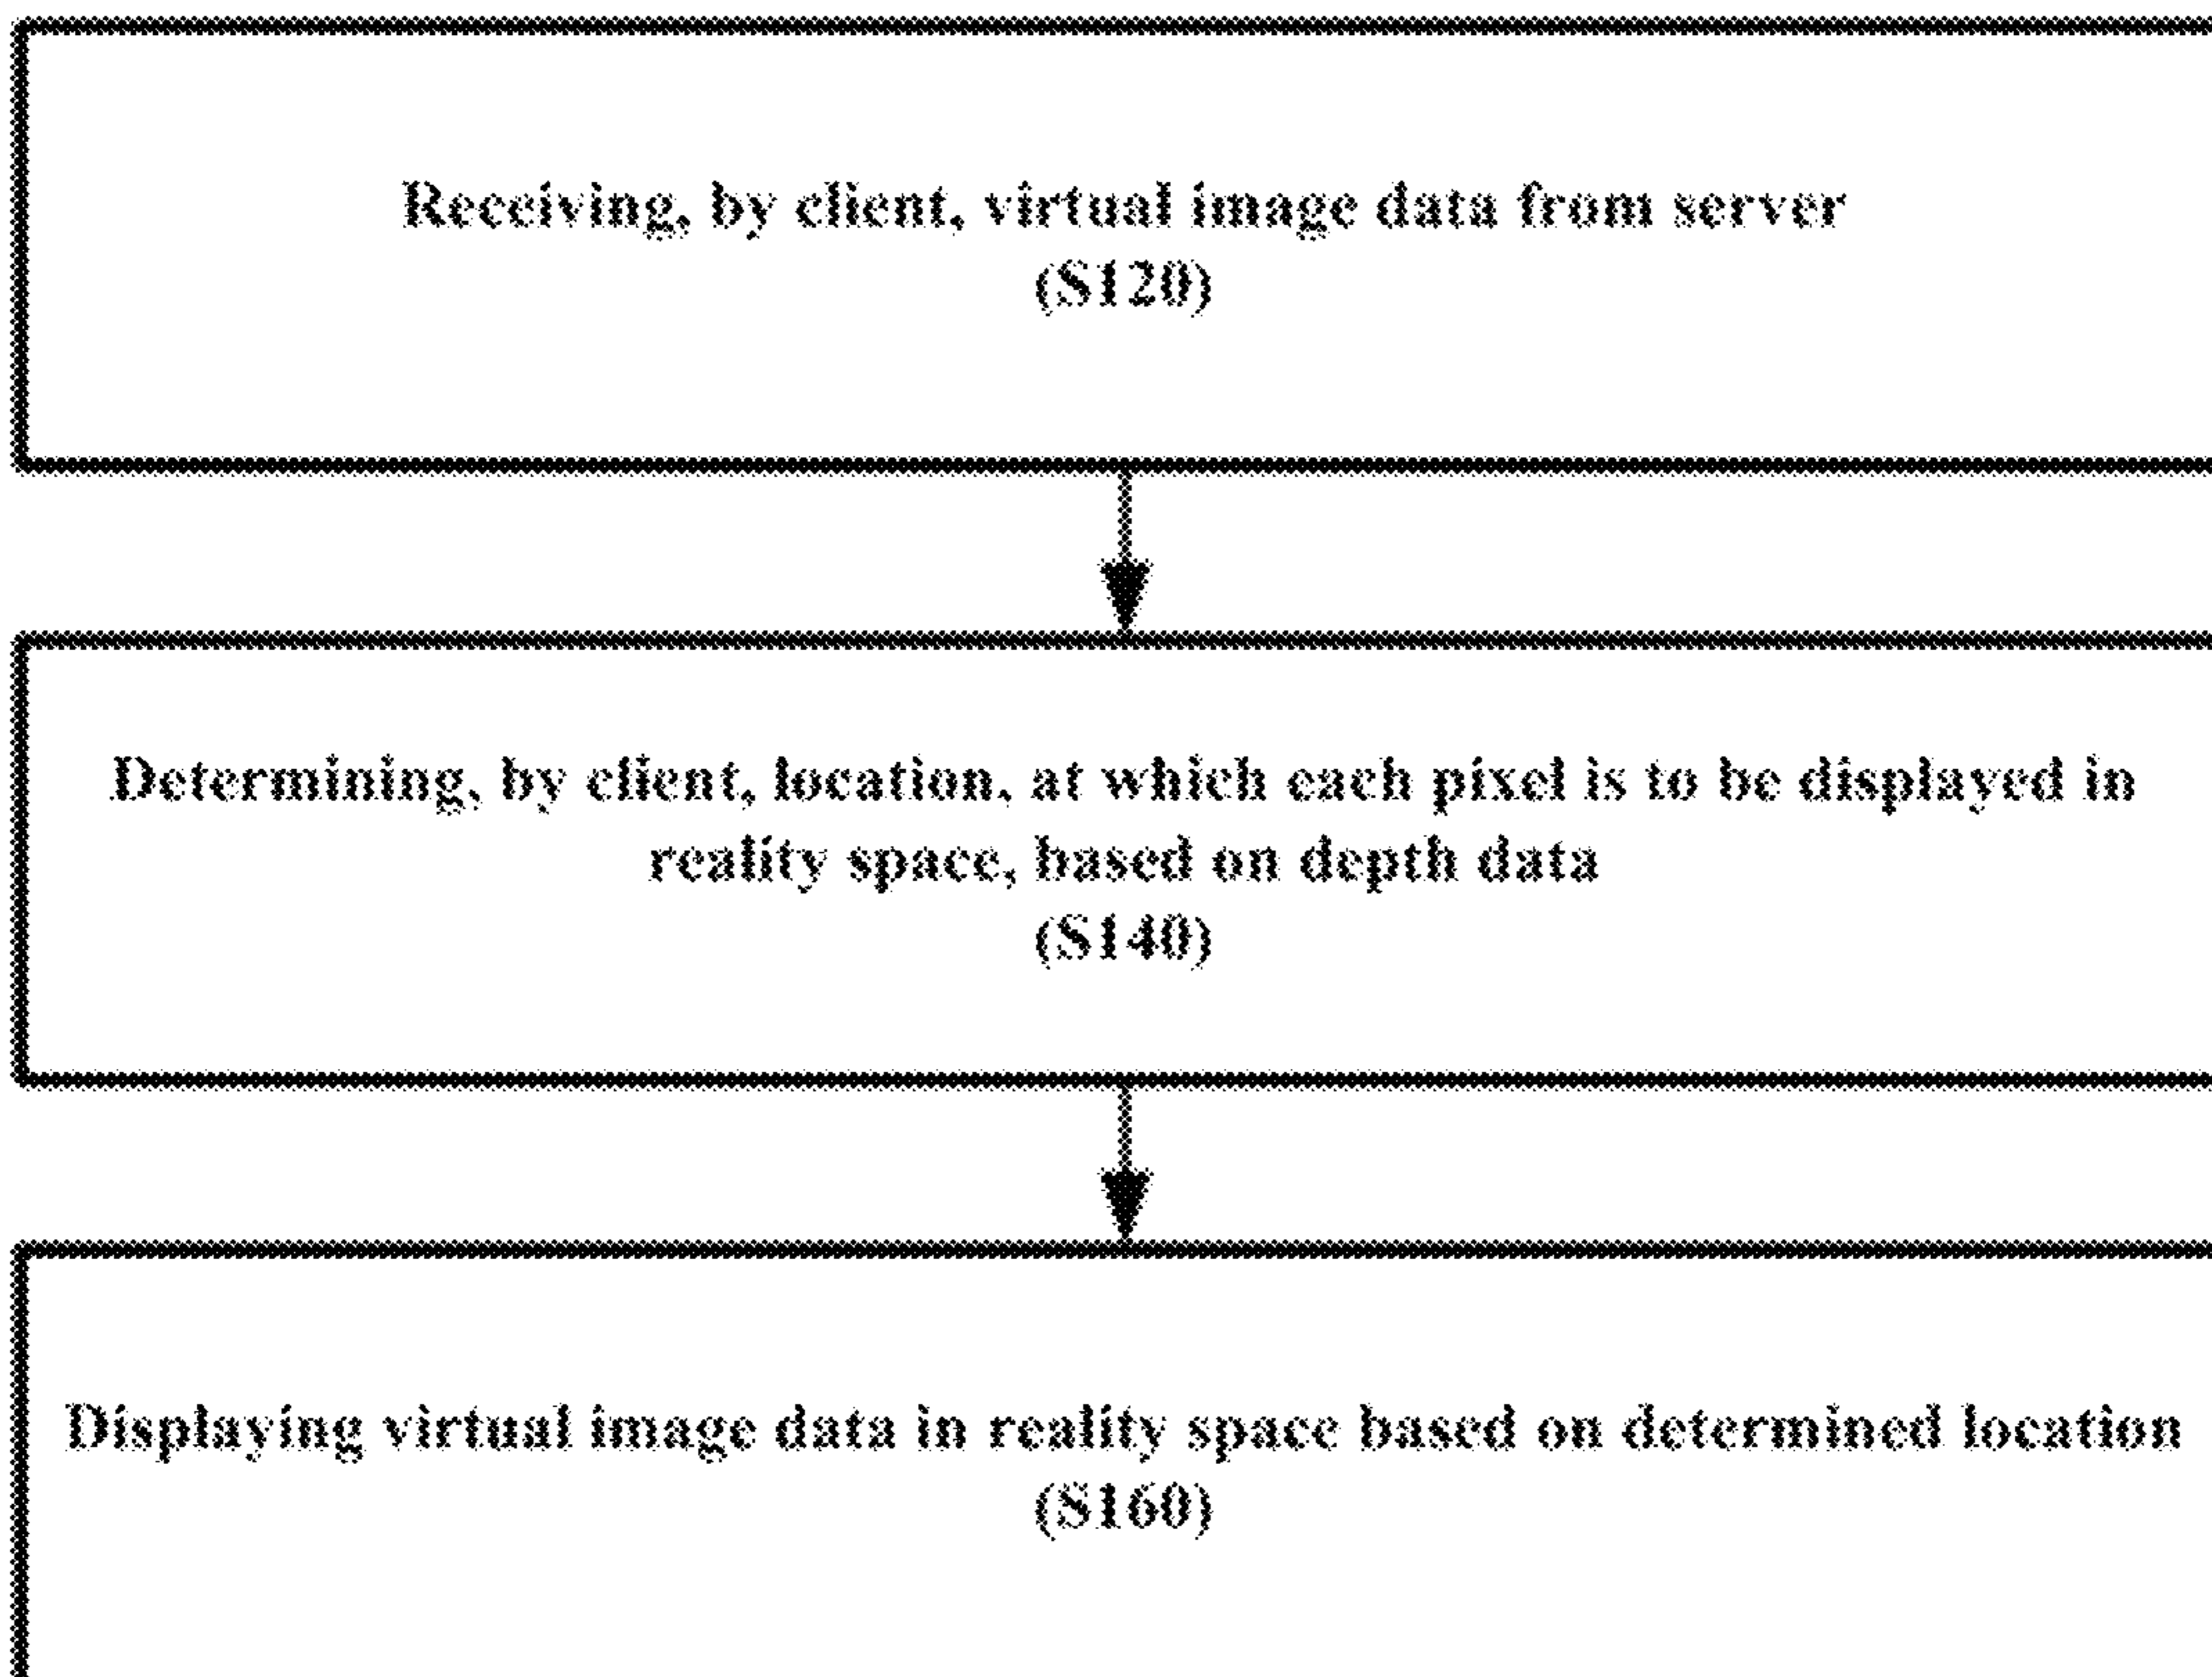 Receiving, by client, virtual image data from server
(S120)
Determining, by client, location, at which each pixel is to be displayed in
reality space, based on depth data
(S140)
Displaying virtual image data in reality space based on determined location
(S160)